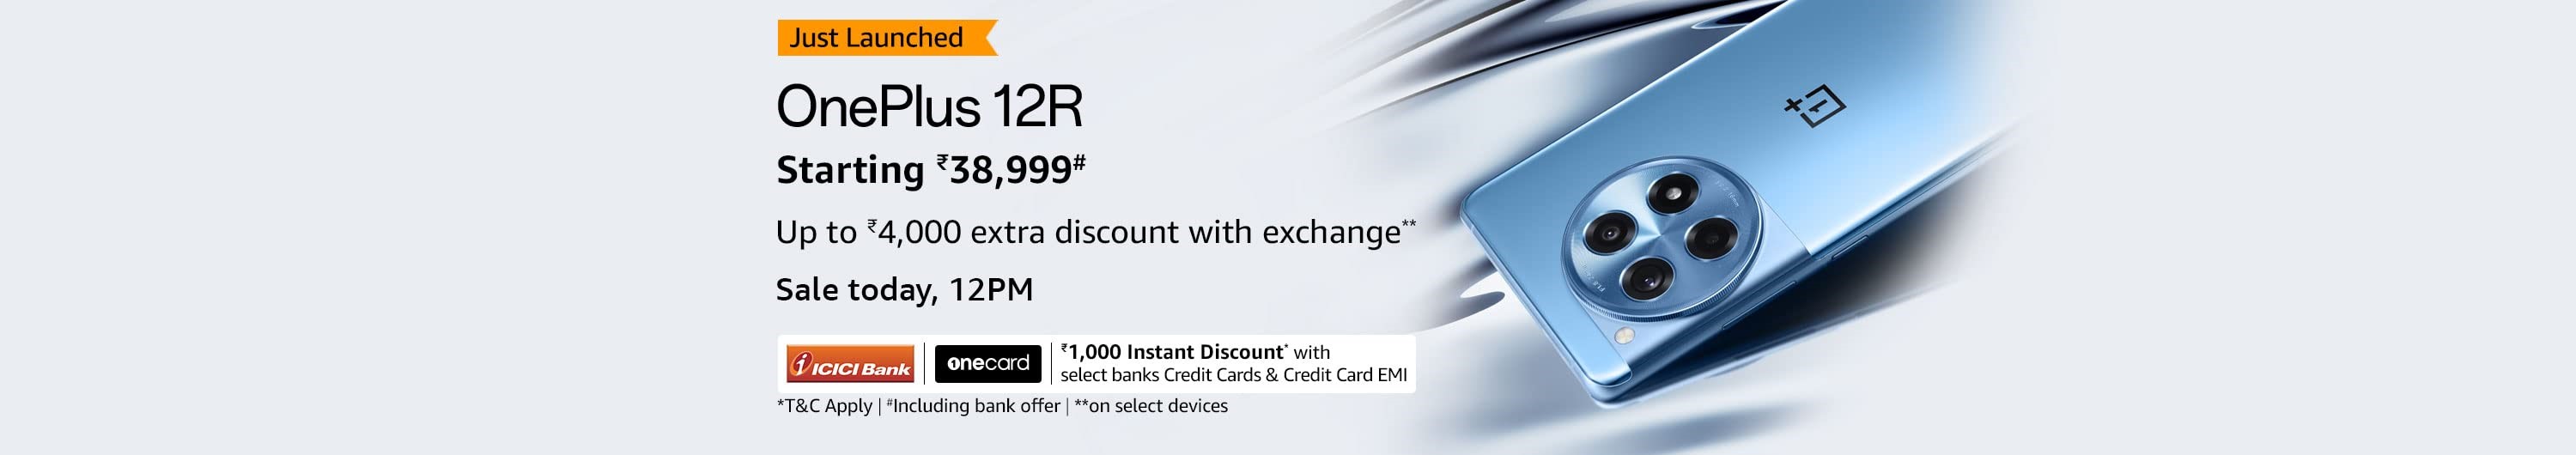 Just Launched
OnePlus 12R
Starting ₹38,999#
Up to ₹4,000 extra discount with exchange**
Sale today, 12PM
ICICI Bank | onecard | ₹1,000 Instant Discount* with
select banks Credit Cards & Credit Card EMI
*T&C Apply | #Including bank offer | **on select devices